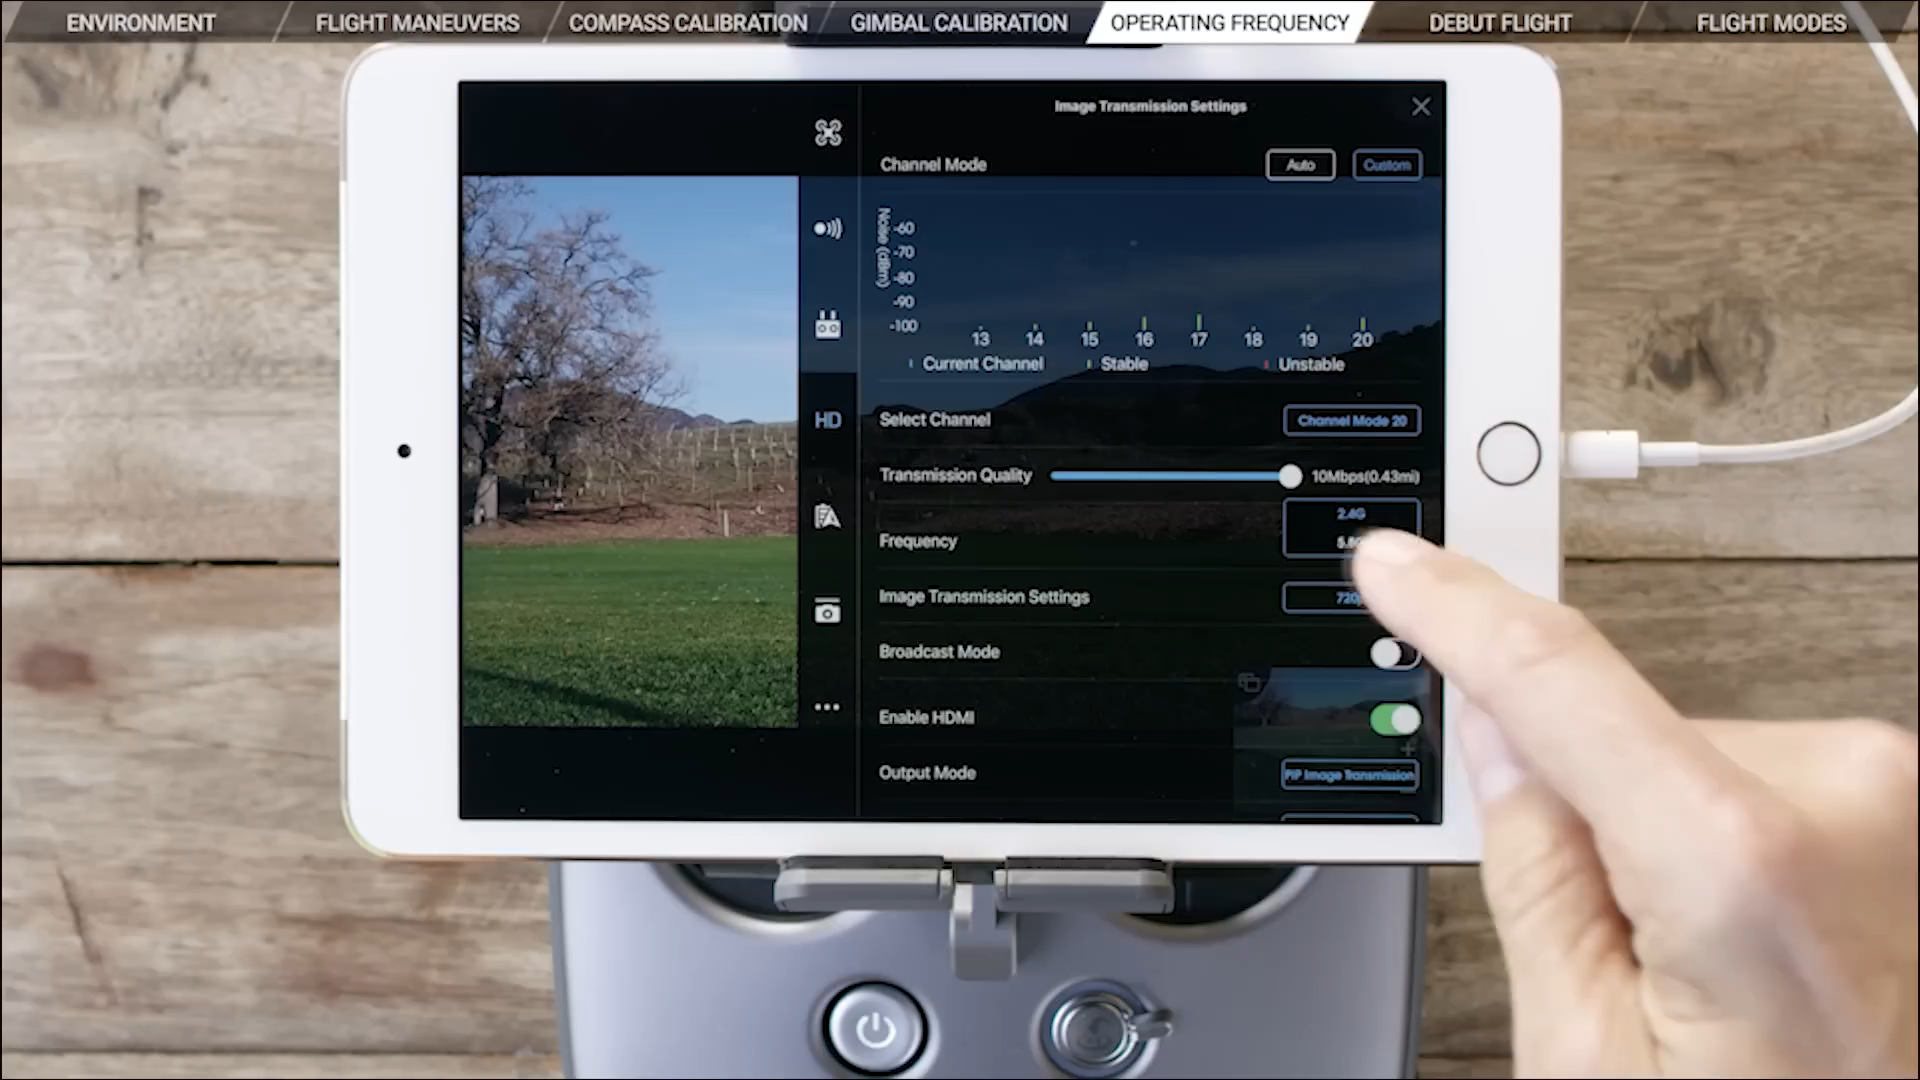 ENVIRONMENT FLIGHT MANEUVERS COMPASS CALIBRATION GIMBAL CALIBRATION OPERATING FREQUENCY DEBUT FLIGHT FLIGHT MODES
Image Transmission Settings
Channel Mode Auto Custom
Noise (dBm)
-60
-70
-80
-90
-100
13 14 15 16 17 18 19 20
Current Channel Stable Unstable
HD Select Channel Channel Mode 20
Transmission Quality 10Mbps(0.43mi)
2.4G
Frequency
Image Transmission Settings
Broadcast Mode
Enable HDMI
Output Mode PiP Image Transmission